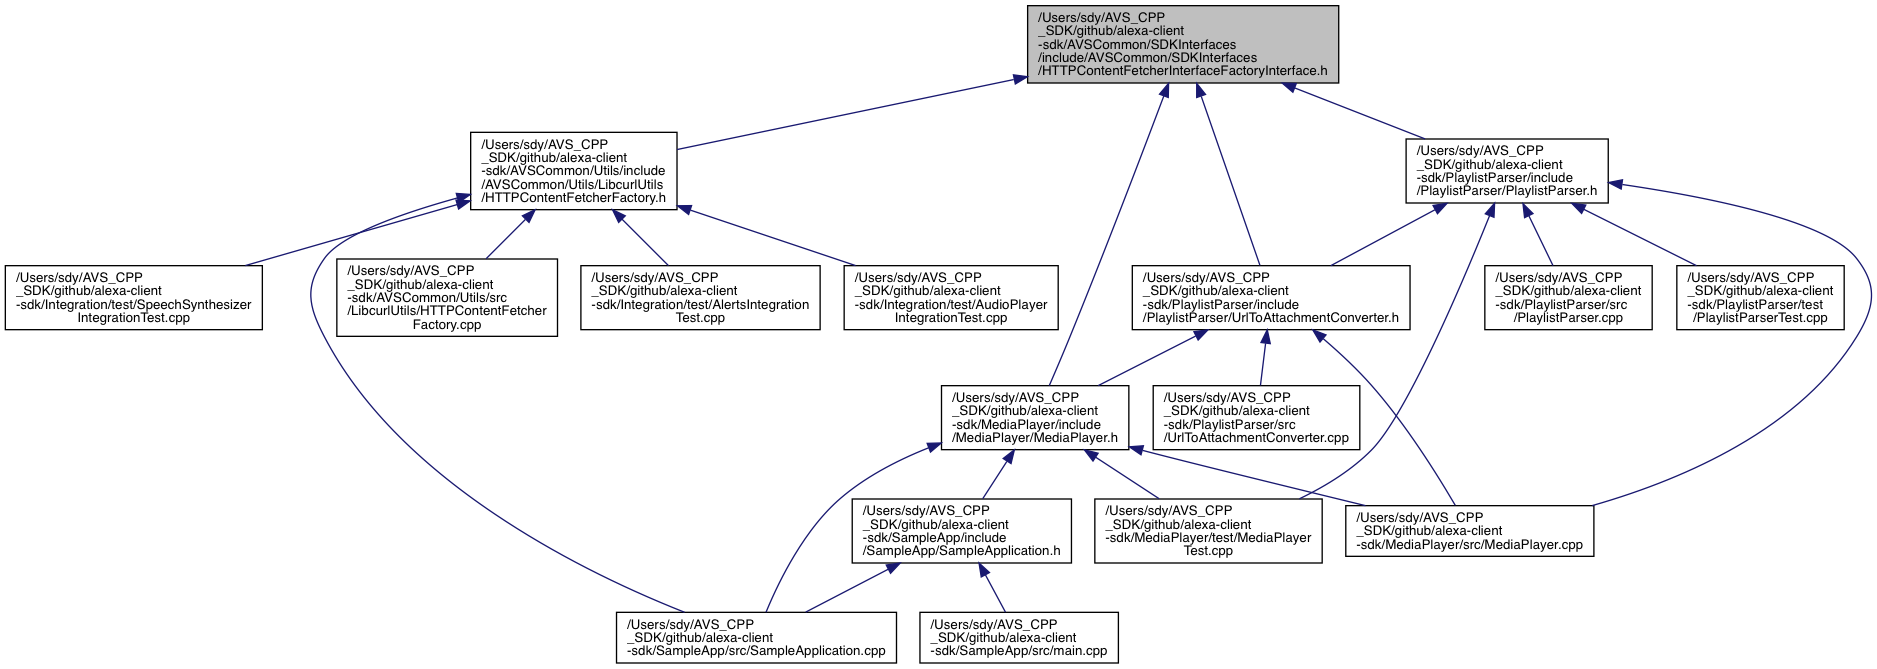 /Users/sdy/AVS_CPP
_SDK/github/alexa-client
-sdk/AVSCommon/SDKInterfaces
/include/AVSCommon/SDKInterfaces
/HTTPContentFetcherInterfaceFactoryInterface.h
/Users/sdy/AVS_CPP
_SDK/github/alexa-client
-sdk/AVSCommon/Utils/include
/AVSCommon/Utils/LibcurlUtils
/HTTPContentFetcherFactory.h
/Users/sdy/AVS_CPP
_SDK/github/alexa-client
-sdk/PlaylistParser/include
/PlaylistParser/PlaylistParser.h
/Users/sdy/AVS_CPP
_SDK/github/alexa-client
-sdk/Integration/test/SpeechSynthesizer
IntegrationTest.cpp
/Users/sdy/AVS_CPP
_SDK/github/alexa-client
-sdk/AVSCommon/Utils/src
/LibcurlUtils/HTTPContentFetcher
Factory.cpp
/Users/sdy/AVS_CPP
_SDK/github/alexa-client
-sdk/Integration/test/AlertsIntegration
Test.cpp
/Users/sdy/AVS_CPP
_SDK/github/alexa-client
-sdk/Integration/test/AudioPlayer
IntegrationTest.cpp
/Users/sdy/AVS_CPP
_SDK/github/alexa-client
-sdk/PlaylistParser/include
/PlaylistParser/UrlToAttachmentConverter.h
/Users/sdy/AVS_CPP
_SDK/github/alexa-client
-sdk/PlaylistParser/src
/PlaylistParser.cpp
/Users/sdy/AVS_CPP
_SDK/github/alexa-client
-sdk/PlaylistParser/test
/PlaylistParserTest.cpp
/Users/sdy/AVS_CPP
_SDK/github/alexa-client
-sdk/MediaPlayer/include
/MediaPlayer/MediaPlayer.h
/Users/sdy/AVS_CPP
_SDK/github/alexa-client
-sdk/PlaylistParser/src
/UrlToAttachmentConverter.cpp
/Users/sdy/AVS_CPP
_SDK/github/alexa-client
-sdk/SampleApp/include
/SampleApp/SampleApplication.h
/Users/sdy/AVS_CPP
_SDK/github/alexa-client
-sdk/MediaPlayer/test/MediaPlayer
Test.cpp
/Users/sdy/AVS_CPP
_SDK/github/alexa-client
-sdk/MediaPlayer/src/MediaPlayer.cpp
/Users/sdy/AVS_CPP
_SDK/github/alexa-client
-sdk/SampleApp/src/SampleApplication.cpp
/Users/sdy/AVS_CPP
_SDK/github/alexa-client
-sdk/SampleApp/src/main.cpp